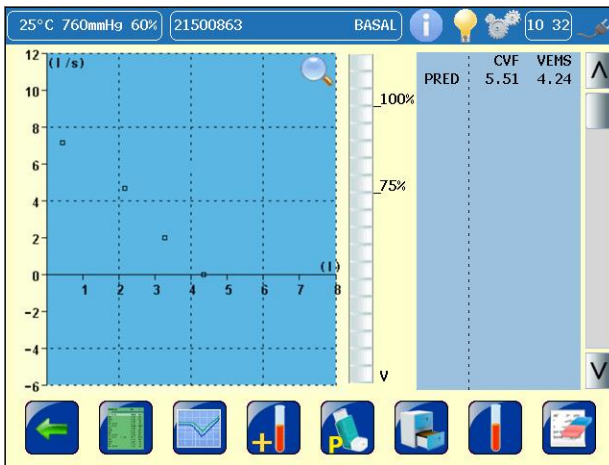 25°C 760mmHg 60% 21500863 BASAL 10 32
12 (l/s)
10
8
6
4
2
0
-2
-4
-6
(l)
1 2 3 4 5 6 7 8
100%
75%
V
CVF VEMS
PRED 5.51 4.24
P